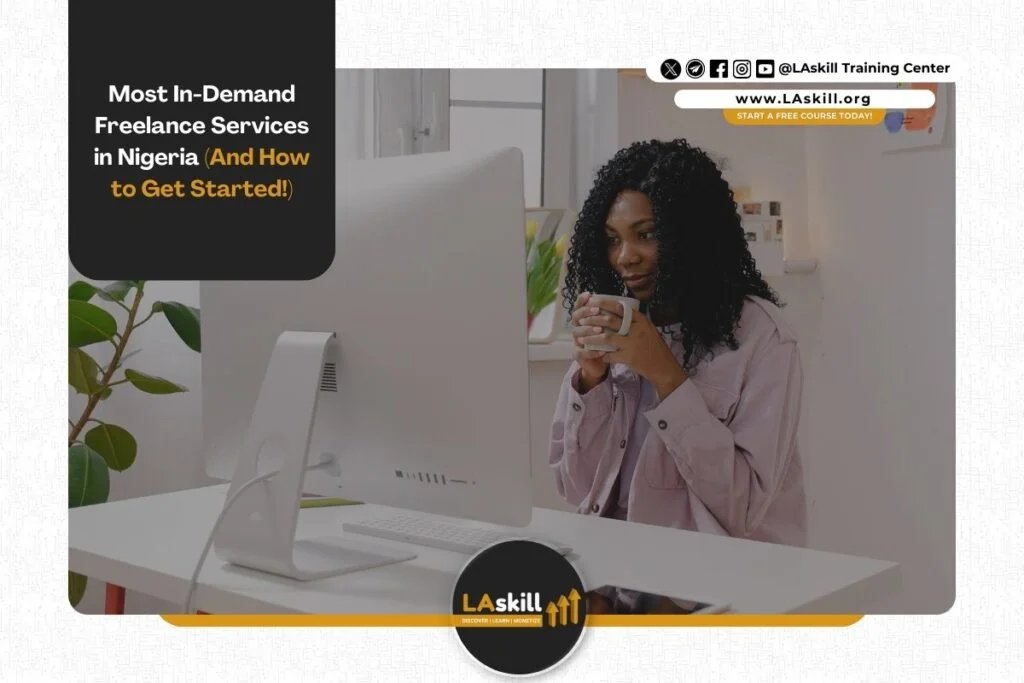 Most In-Demand
Freelance Services
in Nigeria (And How
to Get Started!)
@LAskill Training Center
www.LAskill.org
START A FREE COURSE TODAY!
LAskill
DISCOVER | LEARN | MONETIZE